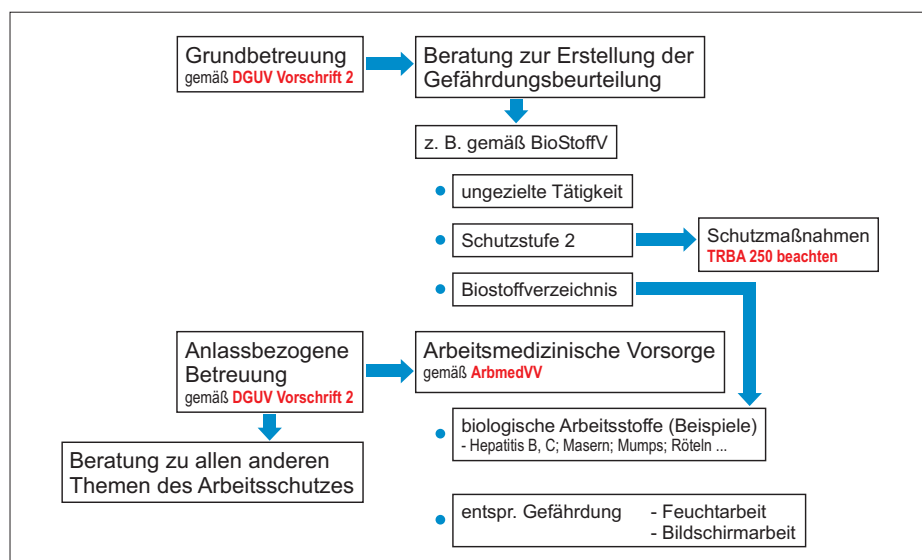 Grundbetreuung
gemäß DGUV Vorschrift 2
Beratung zur Erstellung der
Gefährdungsbeurteilung
z. B. gemäß BioStoffV
ungezielte Tätigkeit
Schutzstufe 2
Schutzmaßnahmen
TRBA 250 beachten
Biostoffverzeichnis
Anlassbezogene
Betreuung
gemäß DGUV Vorschrift 2
Arbeitsmedizinische Vorsorge
gemäß ArbmedVV
Beratung zu allen anderen
Themen des Arbeitsschutzes
biologische Arbeitsstoffe (Beispiele)
- Hepatitis B, C; Masern; Mumps; Röteln ...
entspr. Gefährdung - Feuchtarbeit
- Bildschirmarbeit